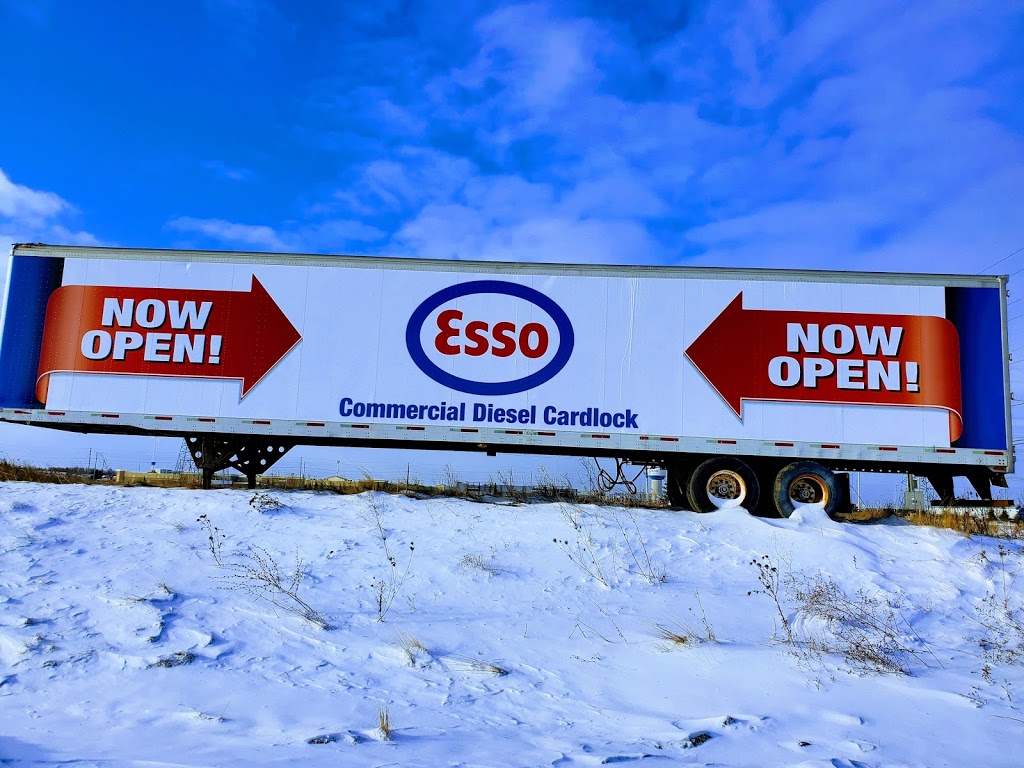 NOW
OPEN!
Esso
Commercial Diesel Cardlock
NOW
OPEN!